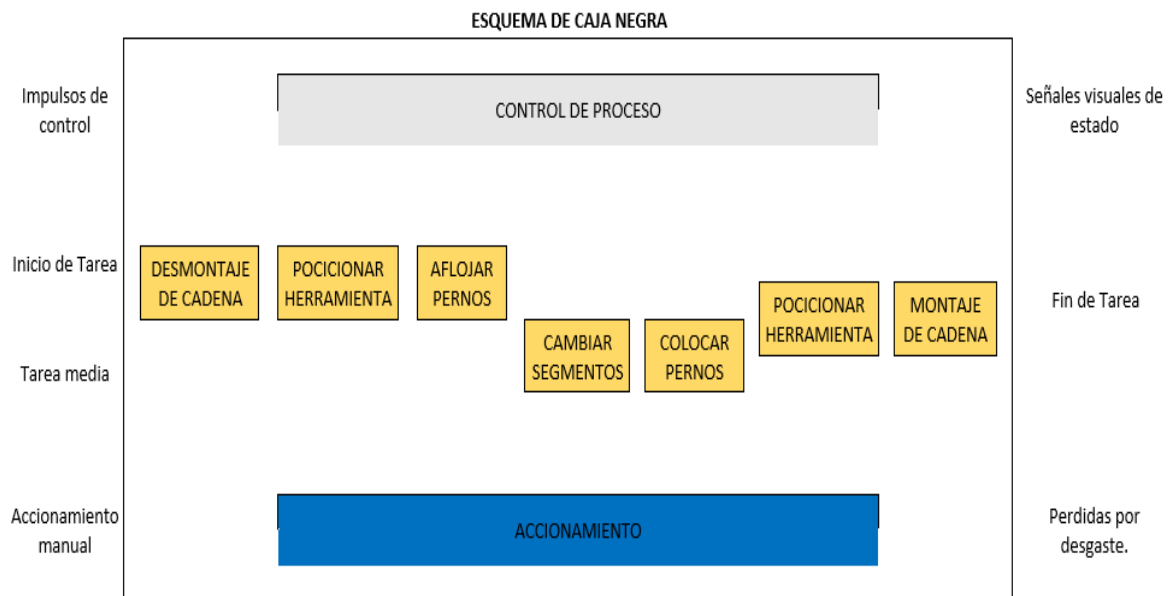 ESQUEMA DE CAJA NEGRA
Impulsos de
control
CONTROL DE PROCESO
Señales visuales de
estado
Inicio de Tarea
DESMONTAJE
DE CADENA
POCICIONAR
HERRAMIENTA
AFLOJAR
PERNOS
CAMBIAR
SEGMENTOS
COLOCAR
PERNOS
POCICIONAR
HERRAMIENTA
MONTAJE
DE CADENA
Fin de Tarea
Tarea media
Accionamiento
manual
ACCIONAMIENTO
Perdidas por
desgaste.